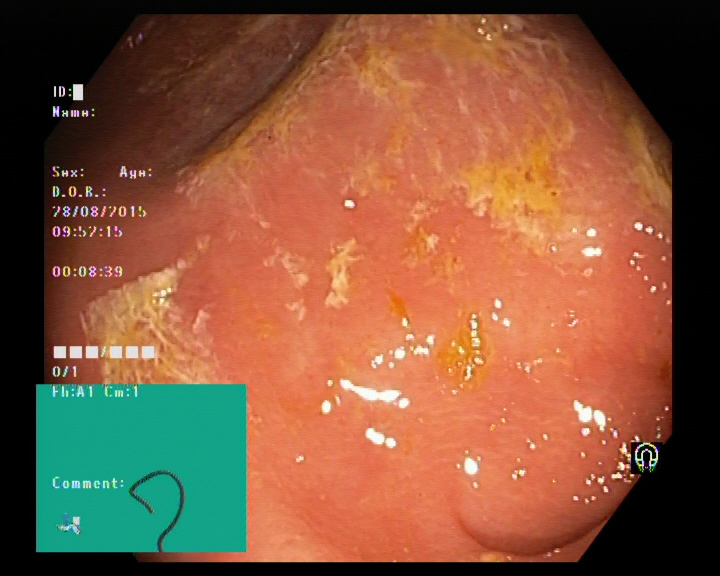 ID:
Name:
Sex: Age:
D.O.B.:
28/08/2015
09:52:15
00:08:39
0/1
Eh:A1 Cm:1
Comment: